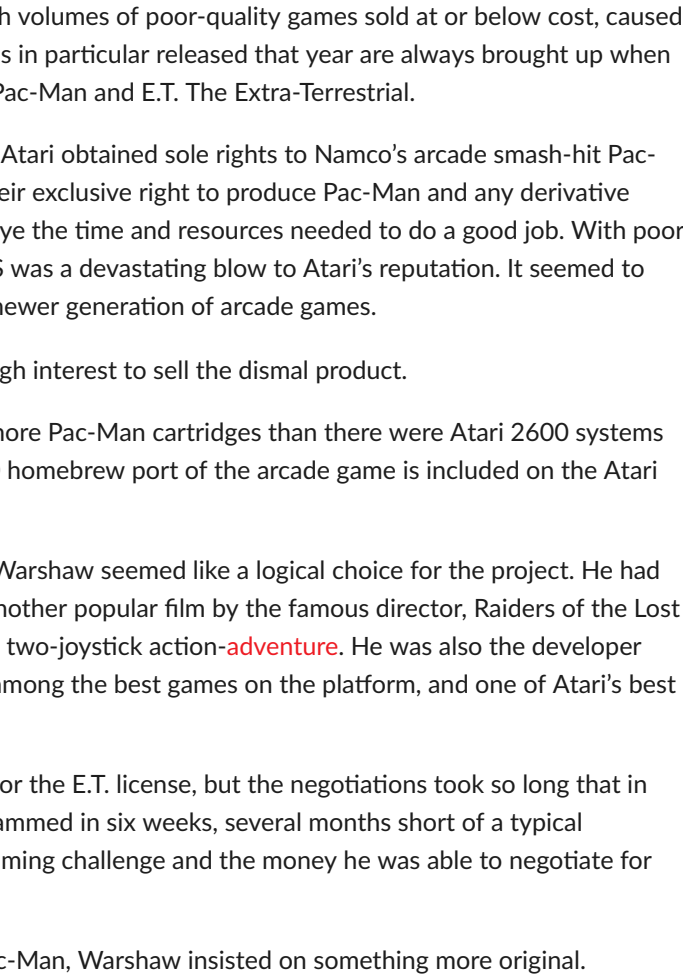 h volumes of poor-quality games sold at or below cost, caused
s in particular released that year are always brought up when
Pac-Man and E.T. The Extra-Terrestrial.
Atari obtained sole rights to Namco's arcade smash-hit Pac-
eir exclusive right to produce Pac-Man and any derivative
ye the time and resources needed to do a good job. With poor
S was a devastating blow to Atari's reputation. It seemed to
newer generation of arcade games.
gh interest to sell the dismal product.
more Pac-Man cartridges than there were Atari 2600 systems
homebrew port of the arcade game is included on the Atari
Warshaw seemed like a logical choice for the project. He had
nother popular film by the famous director, Raiders of the Lost
two-joystick action-adventure. He was also the developer
among the best games on the platform, and one of Atari's best
or the E.T. license, but the negotiations took so long that in
ammed in six weeks, several months short of a typical
ming challenge and the money he was able to negotiate for
c-Man, Warshaw insisted on something more original.